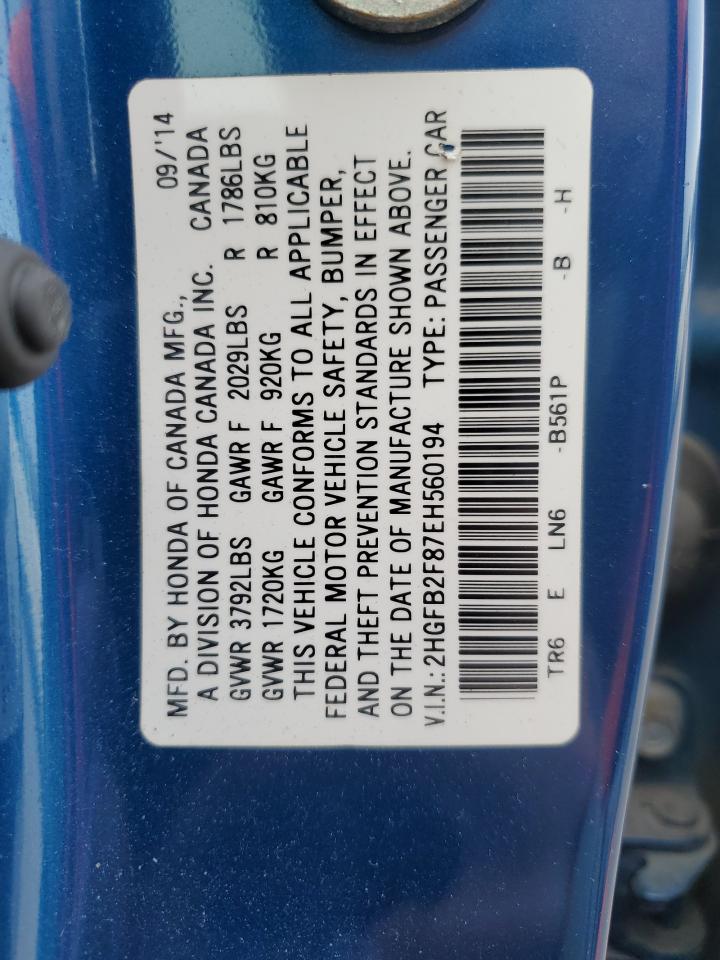 MFD. BY HONDA OF CANADA MFG., 09/'14
A DIVISION OF HONDA CANADA INC. CANADA
GVWR 3792LBS GAWR F 2029LBS R 1786LBS
GVWR 1720KG GAWR F 920KG R 810KG
THIS VEHICLE CONFORMS TO ALL APPLICABLE
FEDERAL MOTOR VEHICLE SAFETY, BUMPER,
AND THEFT PREVENTION STANDARDS IN EFFECT
ON THE DATE OF MANUFACTURE SHOWN ABOVE.
V.I.N.: 2HGFB2F87EH560194 TYPE: PASSENGER CAR
TR6 E LN6 -B561P -B -H